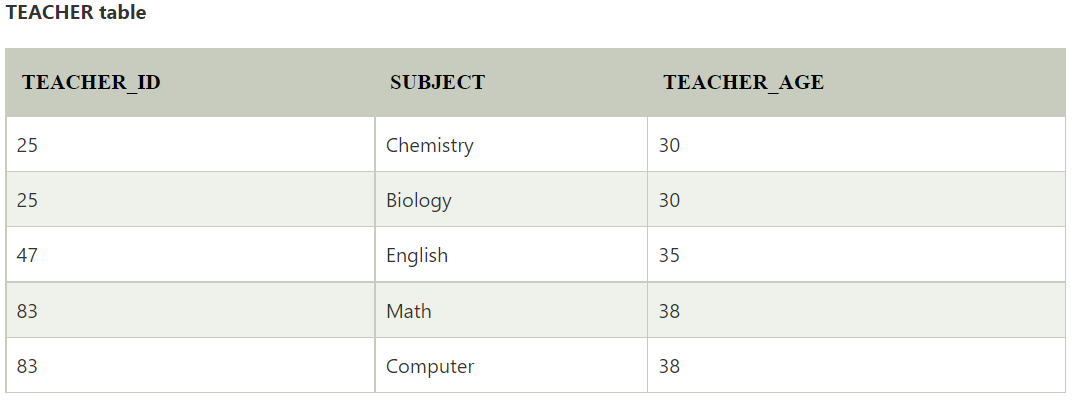 TEACHER table
TEACHER_ID SUBJECT TEACHER_AGE
25 Chemistry 30
25 Biology 30
47 English 35
83 Math 38
83 Computer 38